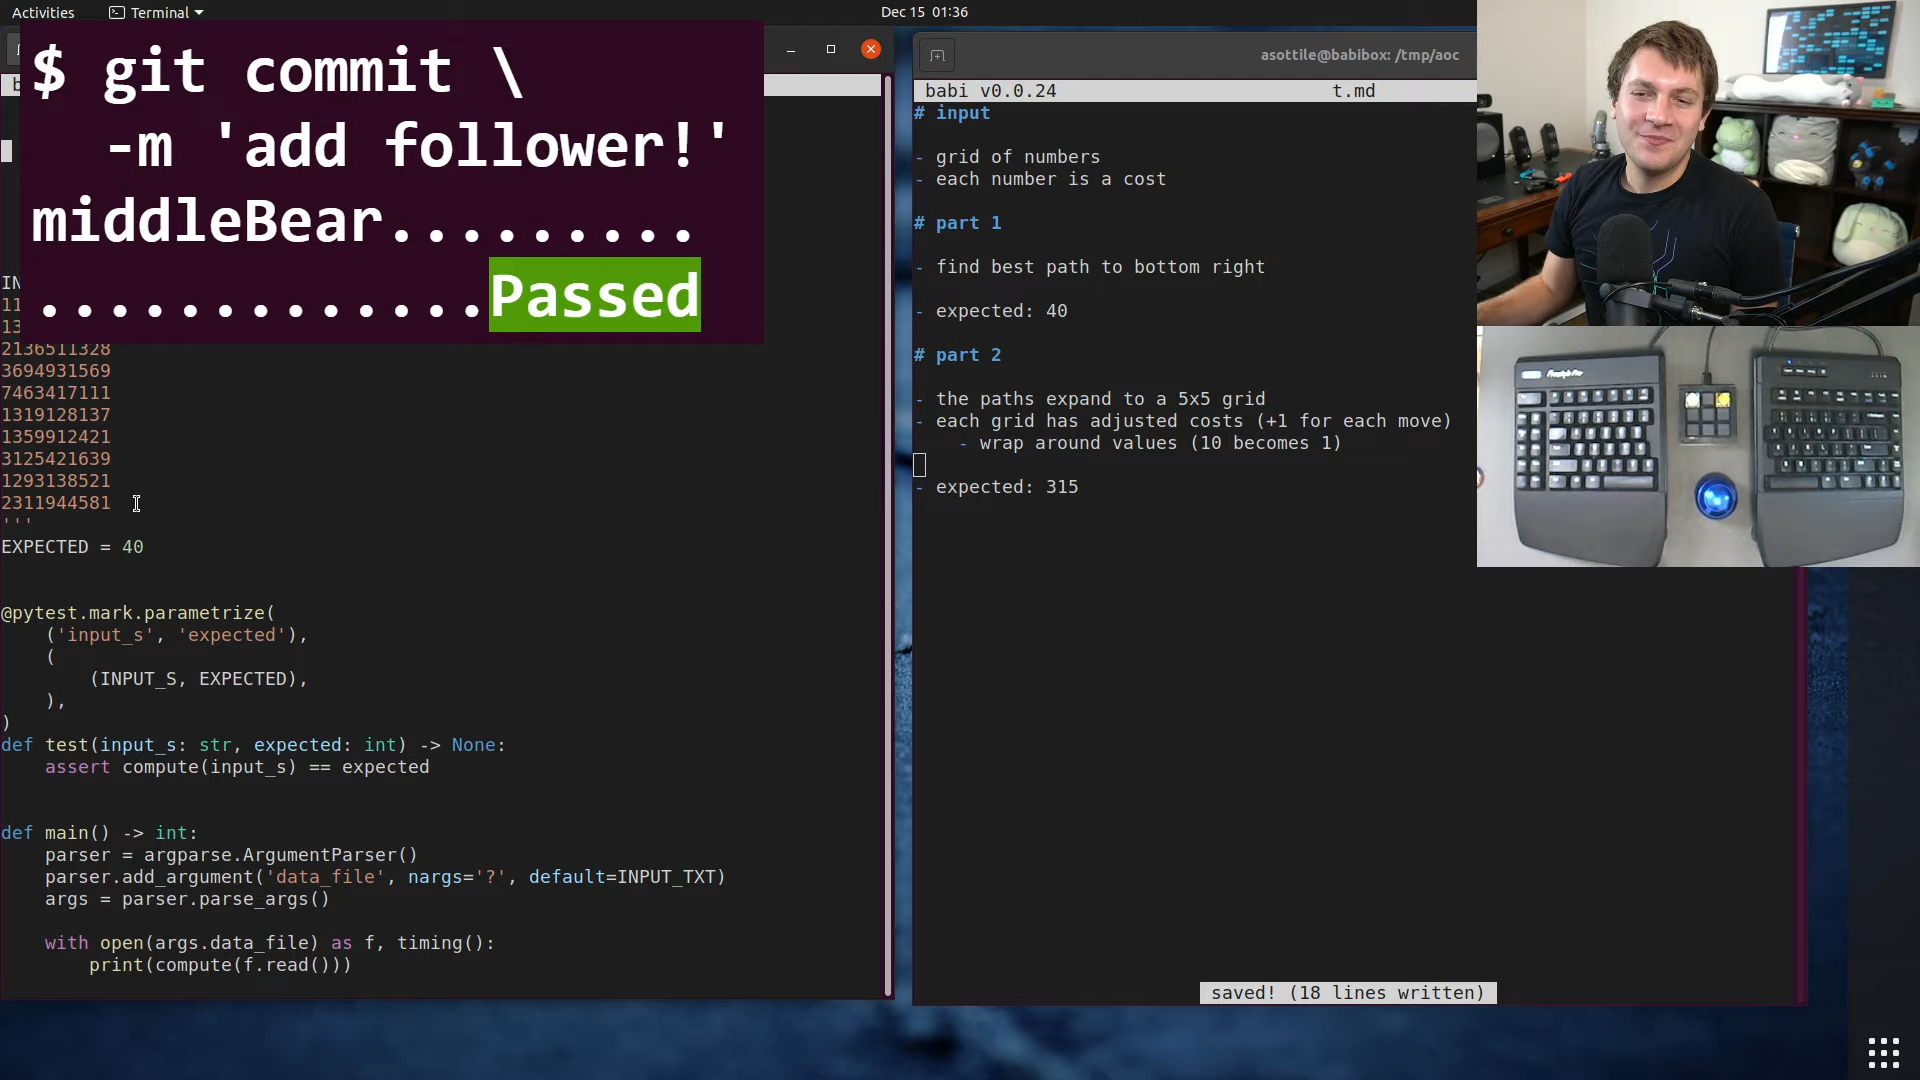 Activities
Terminal
Dec 15 01:36
$ git commit \
-m 'add follower!'
middleBear.........
.............Passed
2136511328
3694931569
7463417111
1319128137
1359912421
3125421639
1293138521
2311944581
'''
EXPECTED = 40
@pytest.mark.parametrize(
('input_s', 'expected'),
(
(INPUT_S, EXPECTED),
),
)
def test(input_s: str, expected: int) -> None:
assert compute(input_s) == expected
def main() -> int:
parser = argparse.ArgumentParser()
parser.add_argument('data_file', nargs='?', default=INPUT_TXT)
args = parser.parse_args()
with open(args.data_file) as f, timing():
print(compute(f.read()))
asottile@babibox: /tmp/aoc
babi v0.0.24 t.md
# input
- grid of numbers
- each number is a cost
# part 1
- find best path to bottom right
- expected: 40
# part 2
- the paths expand to a 5x5 grid
- each grid has adjusted costs (+1 for each move)
- wrap around values (10 becomes 1)
- expected: 315
saved! (18 lines written)